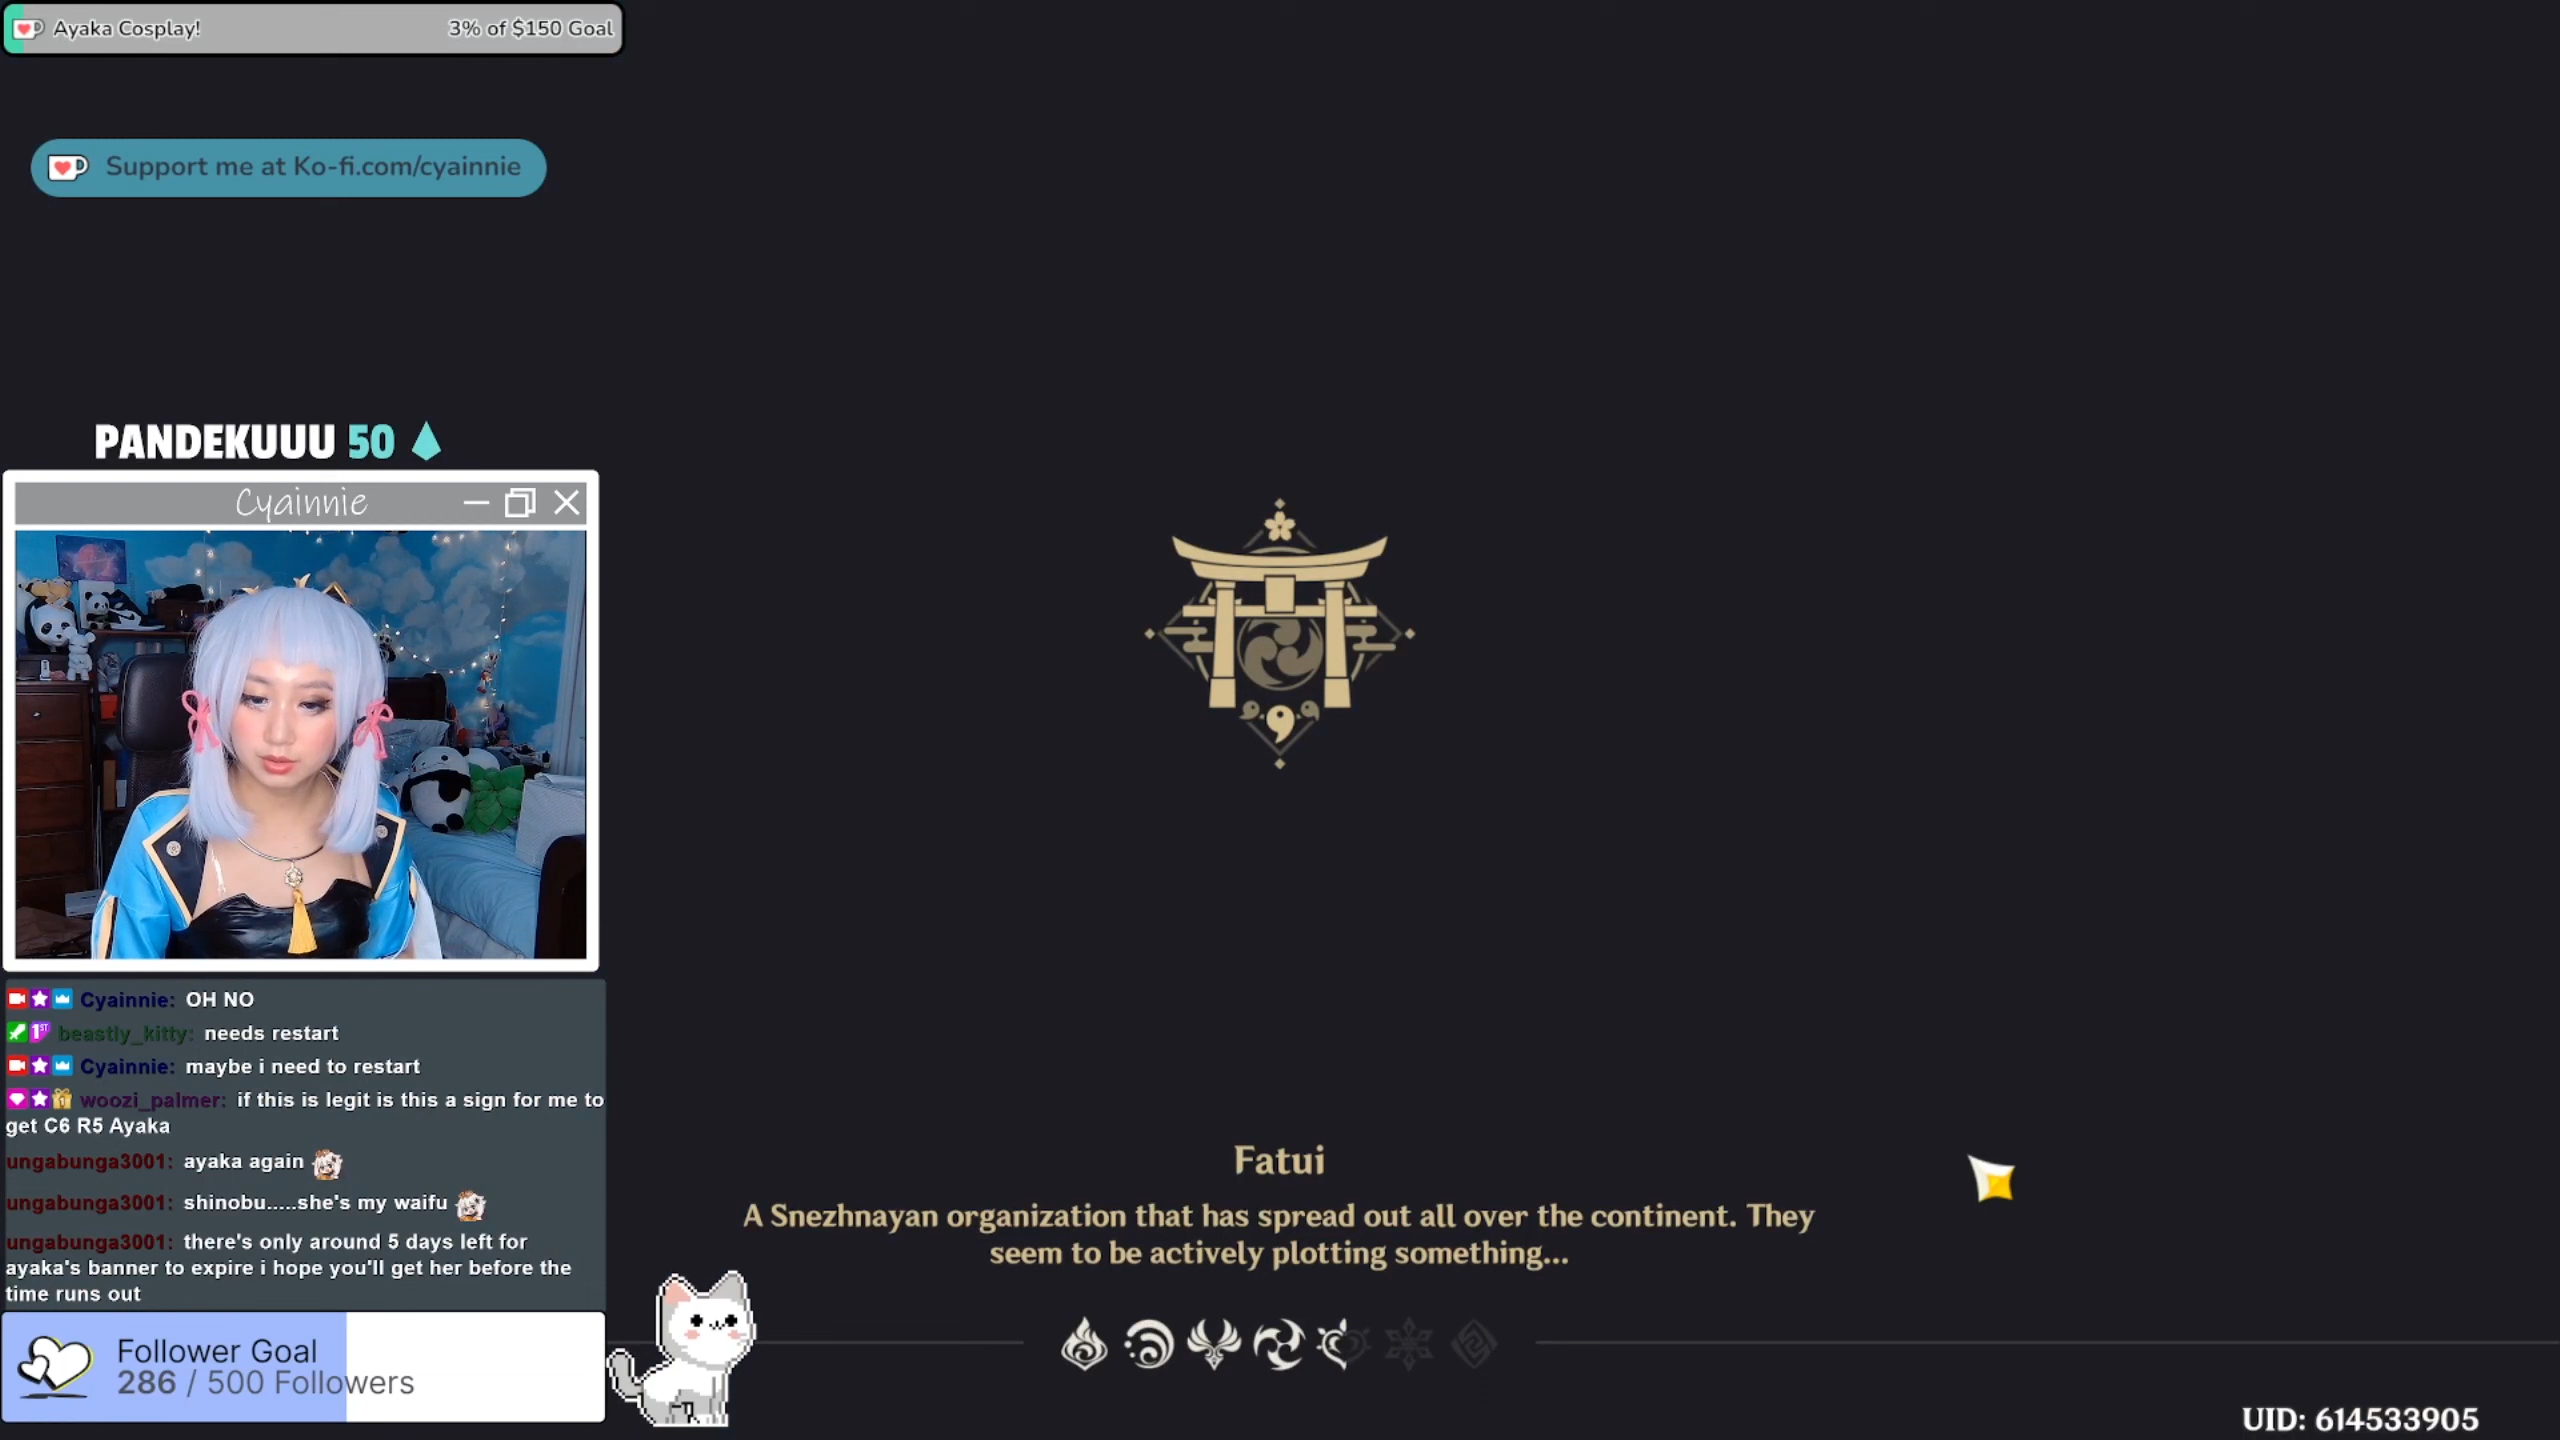 Ayaka Cosplay!
3% of $150 Goal
Support me at Ko-fi.com/cyainnie
PANDEKUUU 50
Cyainnie
Cyainnie: OH NO
beastly_kitty: needs restart
Cyainnie: maybe i need to restart
woozi_palmer: if this is legit is this a sign for me to
get C6 R5 Ayaka
ungabunga3001: ayaka again
ungabunga3001: shinobu.....she's my waifu
ungabunga3001: there's only around 5 days left for
ayaka's banner to expire i hope you'll get her before the
time runs out
Follower Goal
286 / 500 Followers
Fatui
A Snezhnayan organization that has spread out all over the continent. They
seem to be actively plotting something...
UID: 614533905